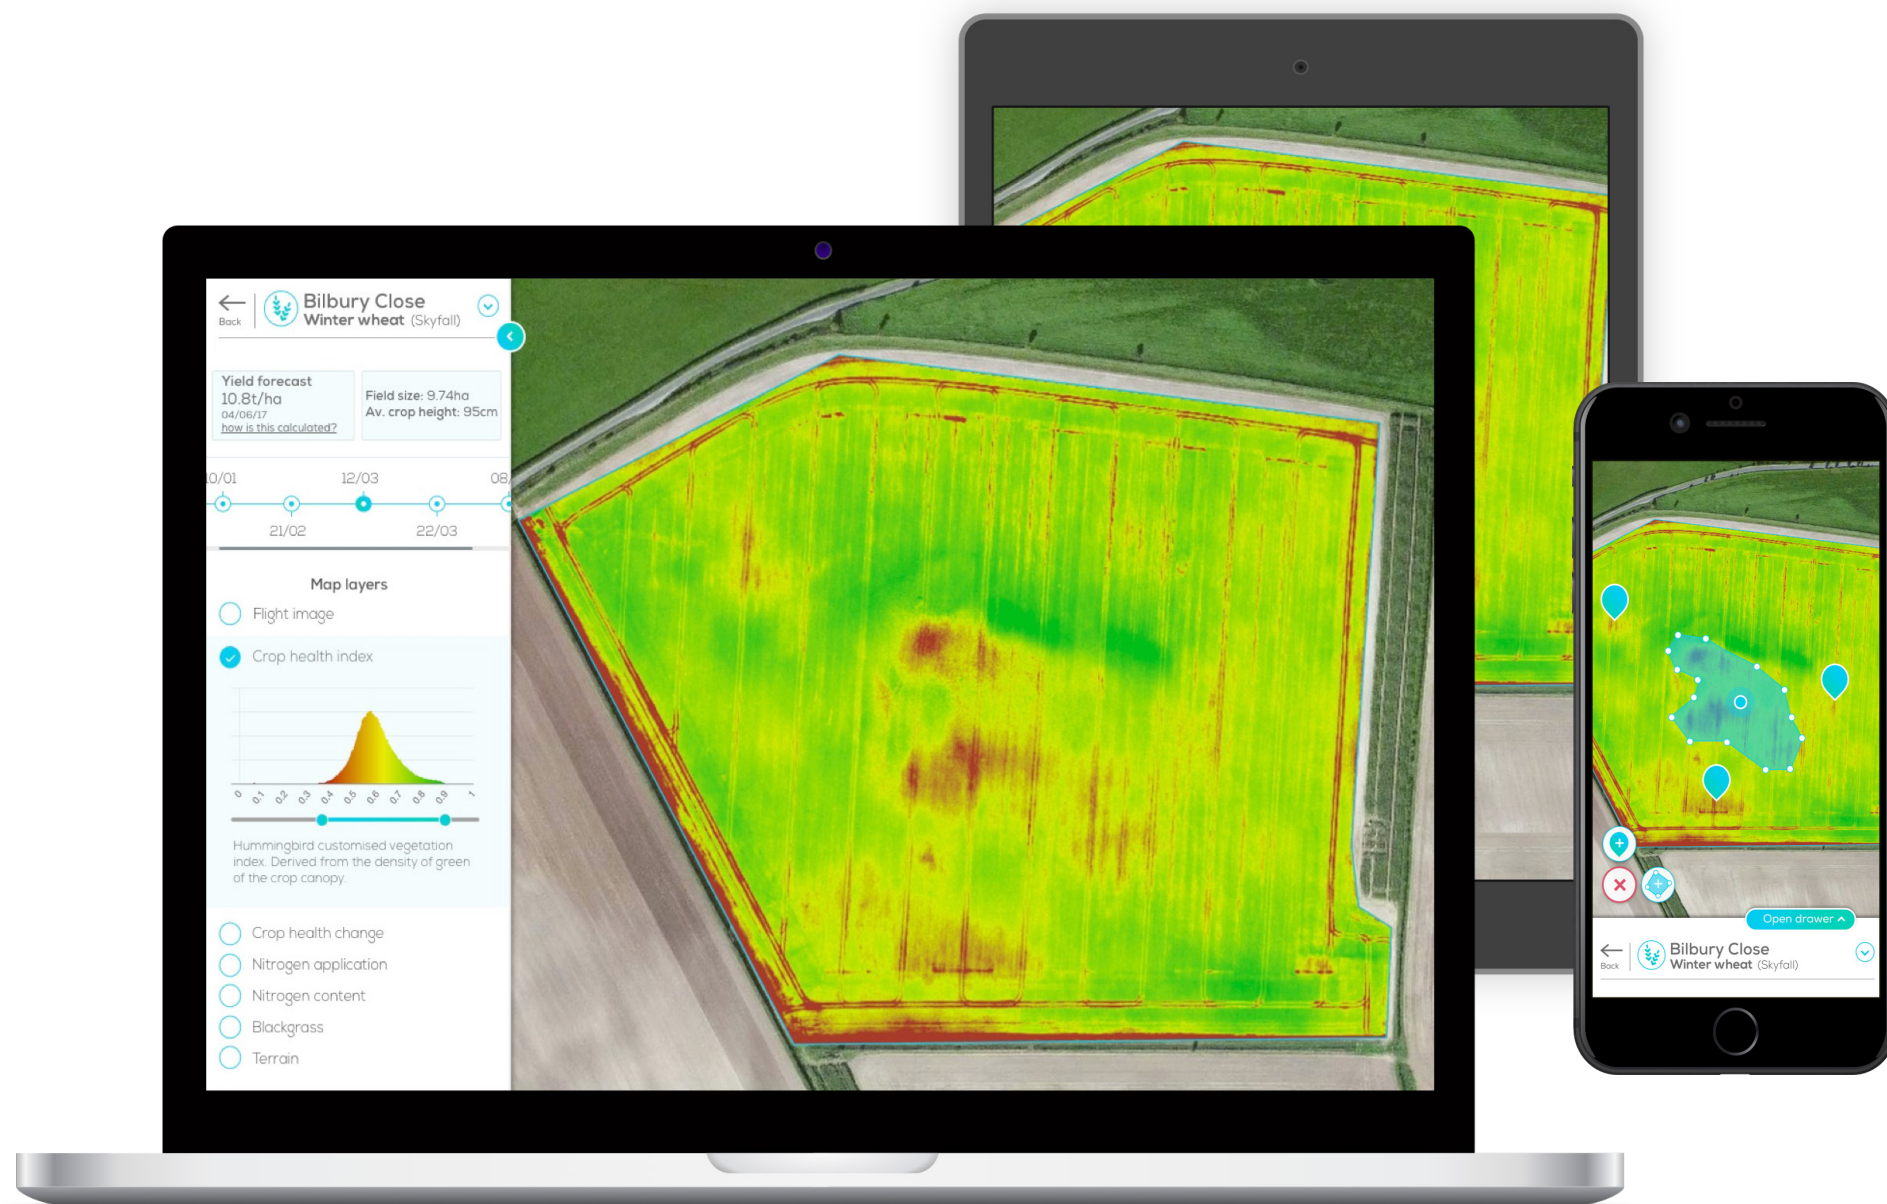 Back
Bilbury Close
Winter wheat (Skyfall)
Yield forecast
10.8t/ha
04/06/17
how is this calculated?
Field size: 9.74ha
Av. crop height: 95cm
10/01
12/03
08/
21/02
22/03
Map layers
Flight image
Crop health index
0 0.1 0.2 0.3 0.4 0.5 0.6 0.7 0.8 0.9 1
Hummingbird customised vegetation
index. Derived from the density of green
of the crop canopy.
Crop health change
Nitrogen application
Nitrogen content
Blackgrass
Terrain
Open drawer
Back
Bilbury Close
Winter wheat (Skyfall)